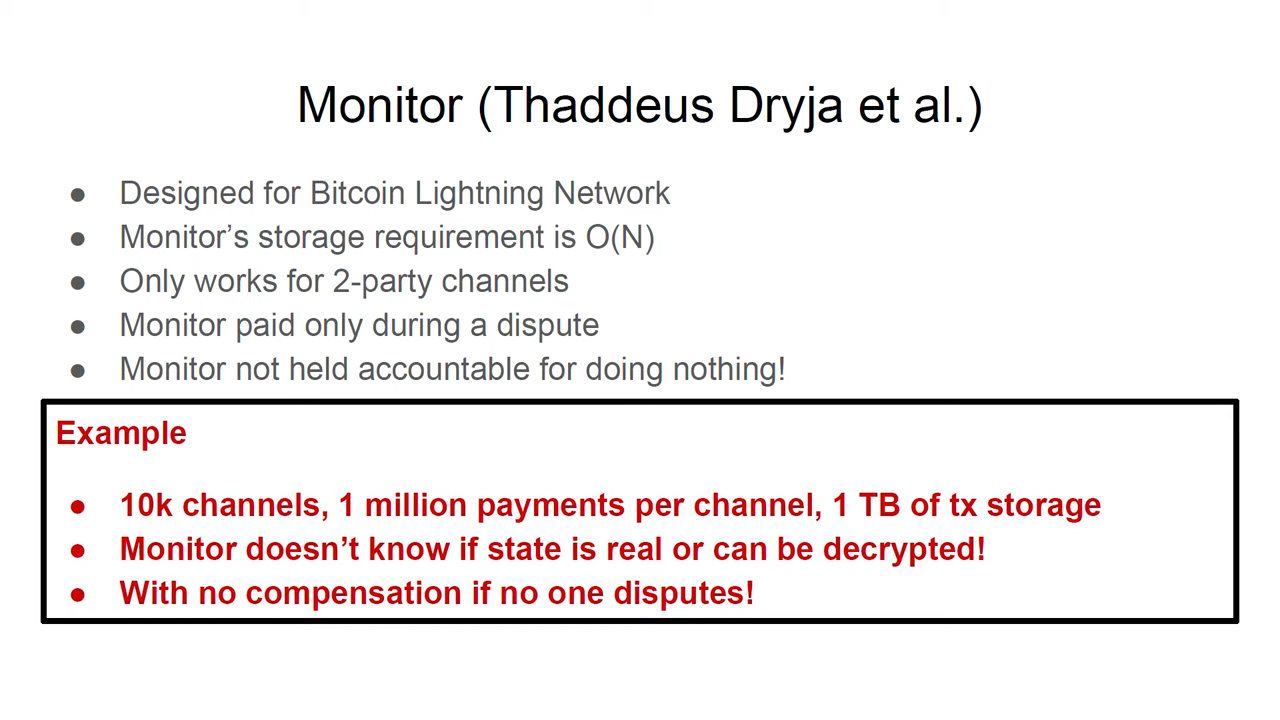 Monitor (Thaddeus Dryja et al.)
● Designed for Bitcoin Lightning Network
● Monitor’s storage requirement is O(N)
● Only works for 2-party channels
● Monitor paid only during a dispute
● Monitor not held accountable for doing nothing!
Example
● 10k channels, 1 million payments per channel, 1 TB of tx storage
● Monitor doesn’t know if state is real or can be decrypted!
● With no compensation if no one disputes!